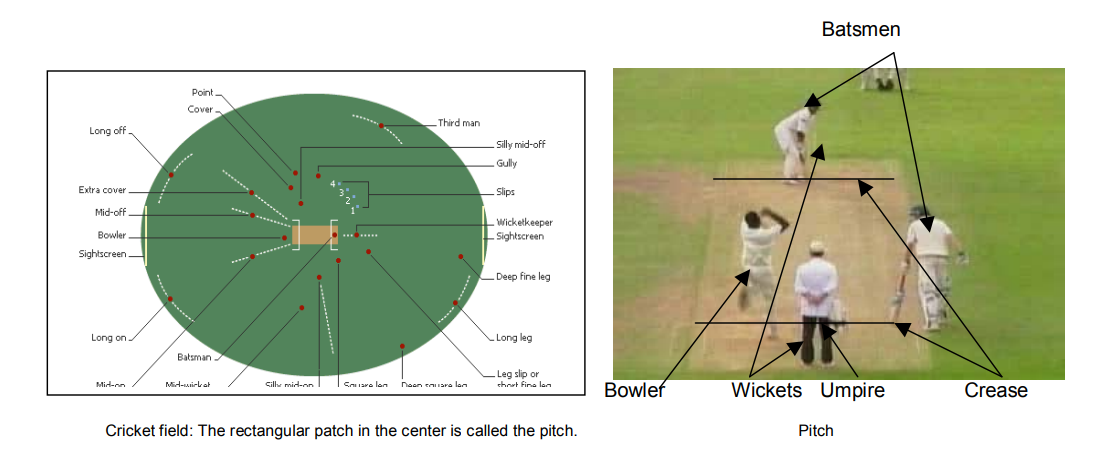 Batsmen
Point
Cover
Third man
Long off
Silly mid-off
Gully
4
3
2
1
Slips
Extra cover
Mid-off
Wicketkeeper
Bowler
Sightscreen
Sightscreen
Deep fine leg
Long on
Long leg
Batsman
Leg slip or
short fine leg
Mid-on
Mid-wicket
Silly mid-on
Square leg
Deep square leg
Bowler
Wickets
Umpire
Crease
Cricket field: The rectangular patch in the center is called the pitch.
Pitch